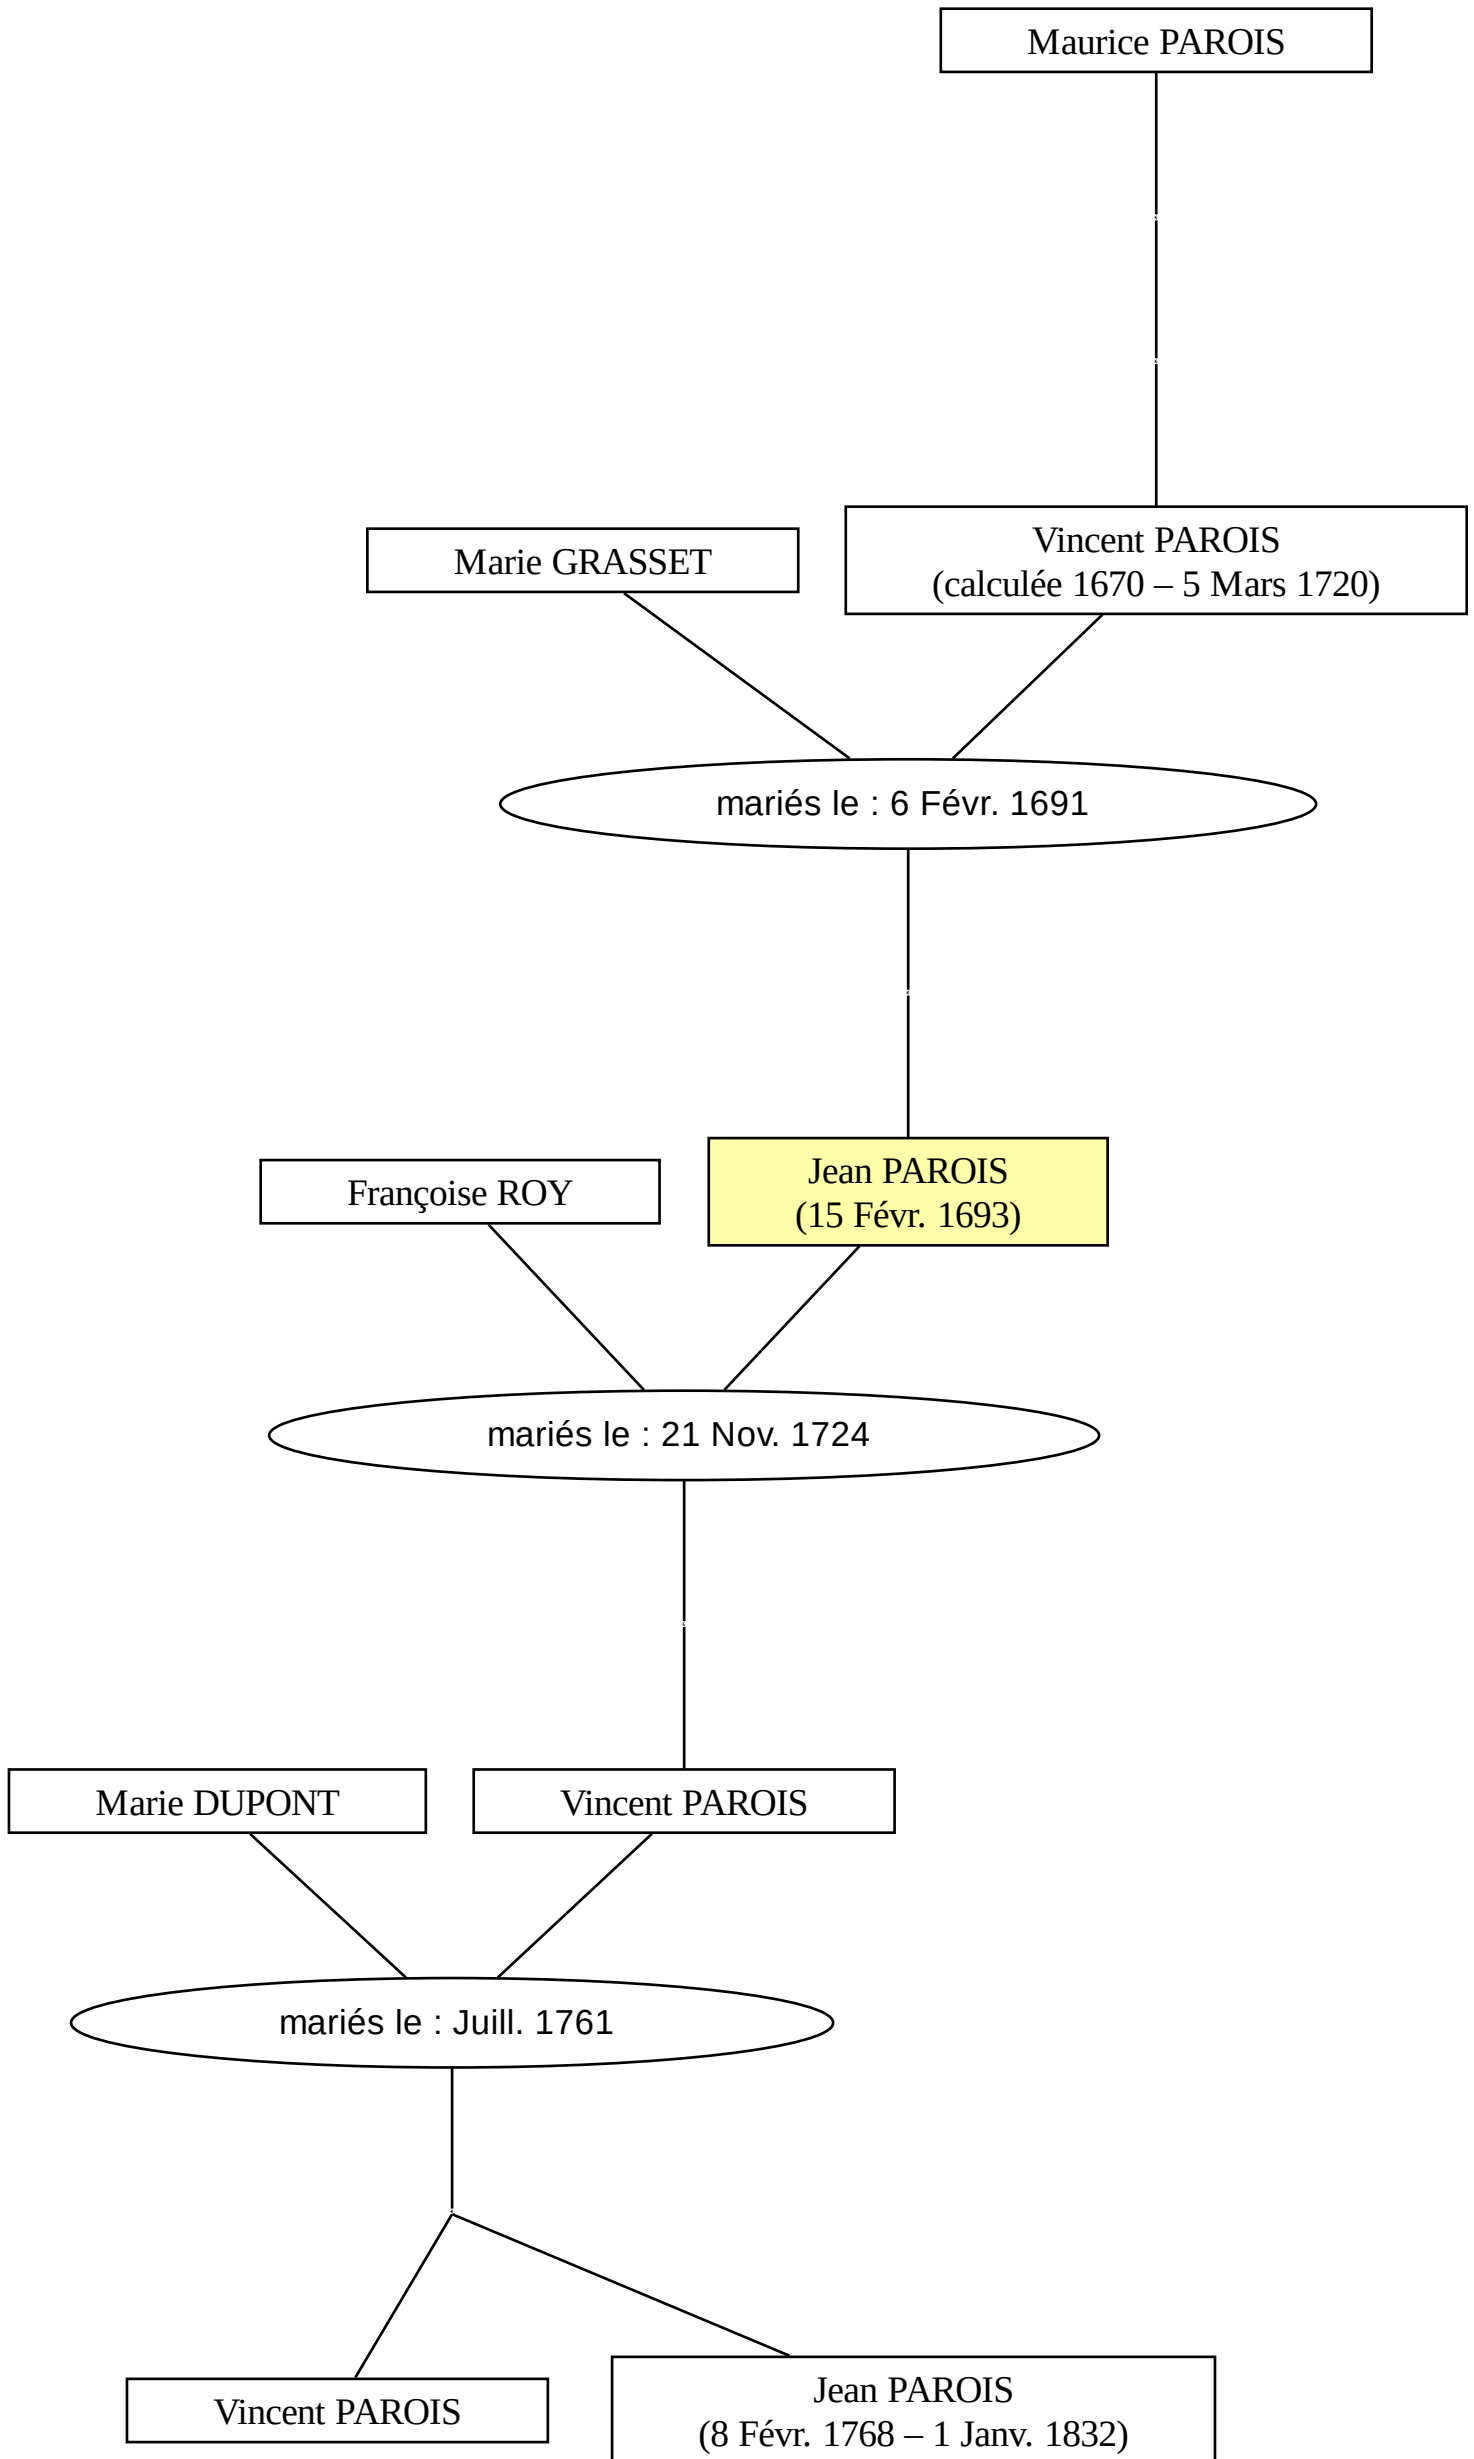 Maurice PAROIS
Marie GRASSET
Vincent PAROIS
(calculée 1670 – 5 Mars 1720)
mariés le : 6 Févr. 1691
Françoise ROY
Jean PAROIS
(15 Févr. 1693)
mariés le : 21 Nov. 1724
Marie DUPONT
Vincent PAROIS
mariés le : Juill. 1761
Vincent PAROIS
Jean PAROIS
(8 Févr. 1768 – 1 Janv. 1832)